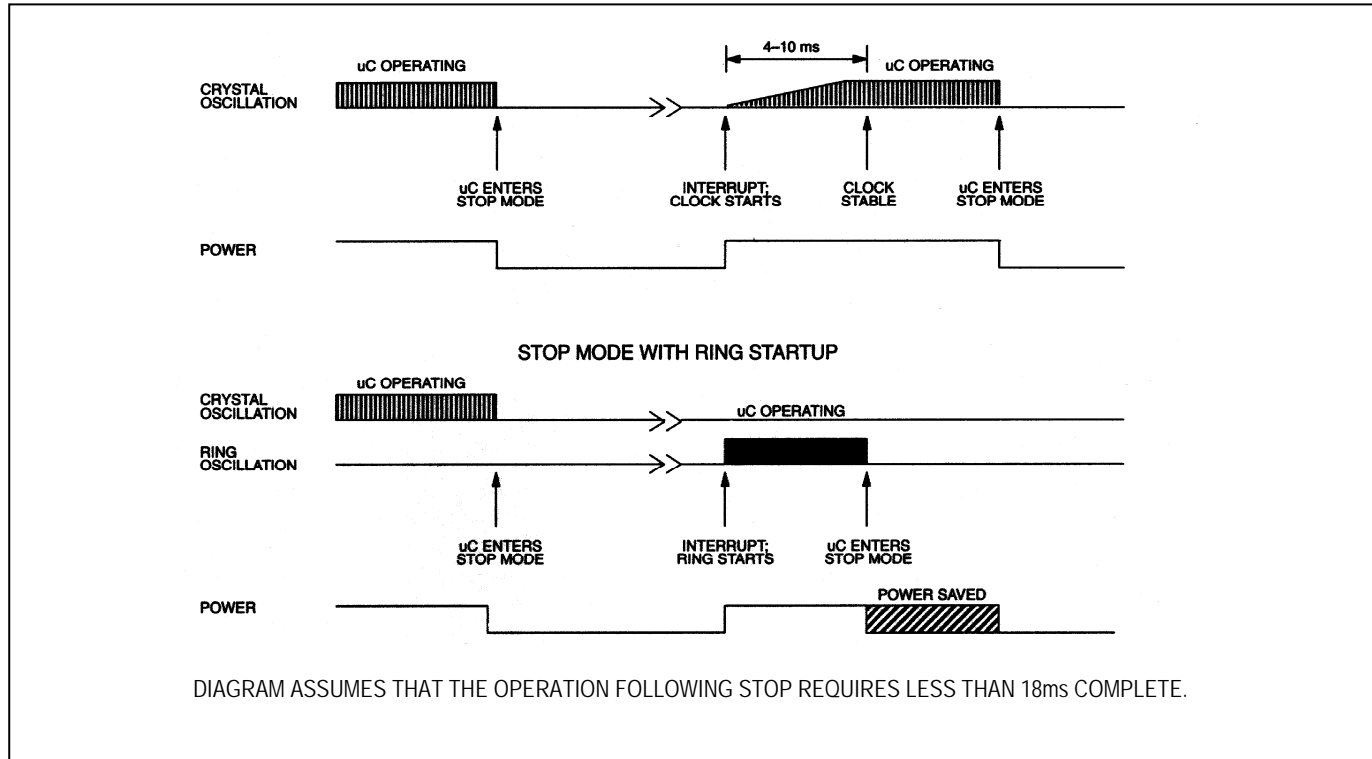 4–10 ms
uC OPERATING
uC OPERATING
CRYSTAL
OSCILLATION
uC ENTERS
STOP MODE
INTERRUPT;
CLOCK STARTS
CLOCK
STABLE
uC ENTERS
STOP MODE
POWER
STOP MODE WITH RING STARTUP
uC OPERATING
CRYSTAL
OSCILLATION
uC OPERATING
RING
OSCILLATION
uC ENTERS
STOP MODE
INTERRUPT;
RING STARTS
uC ENTERS
STOP MODE
POWER
POWER SAVED
DIAGRAM ASSUMES THAT THE OPERATION FOLLOWING STOP REQUIRES LESS THAN 18ms COMPLETE.